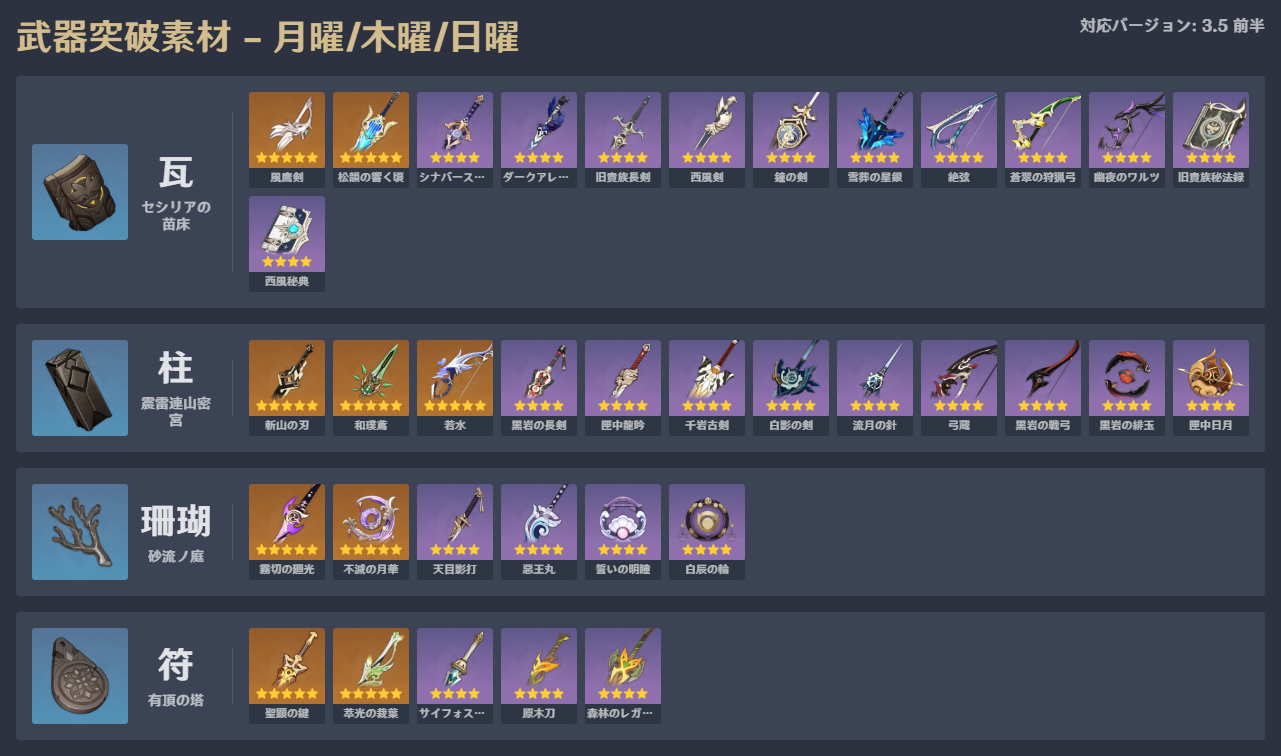 武器突破素材 – 月曜/木曜/日曜
対応バージョン: 3.5 前半
瓦
セシリアの
苗床
風鷹剣
松韻の響く頃
シナバース…
ダークアレ…
旧貴族長剣
西風剣
鐘の剣
雪葬の星銀
絶弦
蒼翠の狩猟弓
幽夜のワルツ
旧貴族秘法録
西風秘典
柱
震雷連山密
宮
斬山の刃
和璞鳶
若水
黒岩の長剣
匣中龍吟
千岩古剣
白影の剣
流月の針
弓蔵
黒岩の戦弓
黒岩の緋玉
匣中日月
珊瑚
砂流ノ庭
霧切の廻光
不滅の月華
天目影打
惡王丸
誓いの明瞳
白辰の輪
符
有頂の塔
聖顕の鍵
萃光の裁葉
サイフォス…
原木刀
森林のレガ…